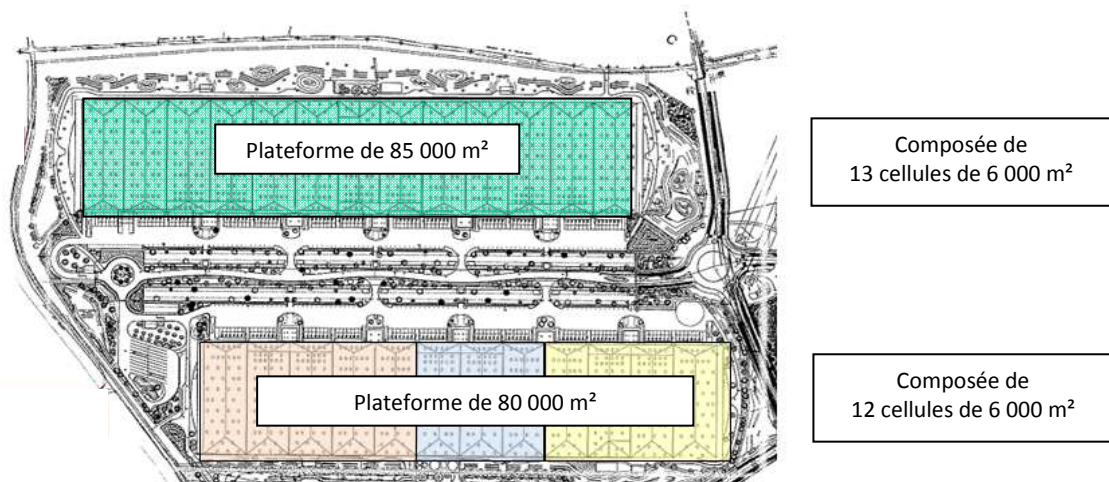 Plateforme de 85 000 m²
Composée de
13 cellules de 6 000 m²
Plateforme de 80 000 m²
Composée de
12 cellules de 6 000 m²